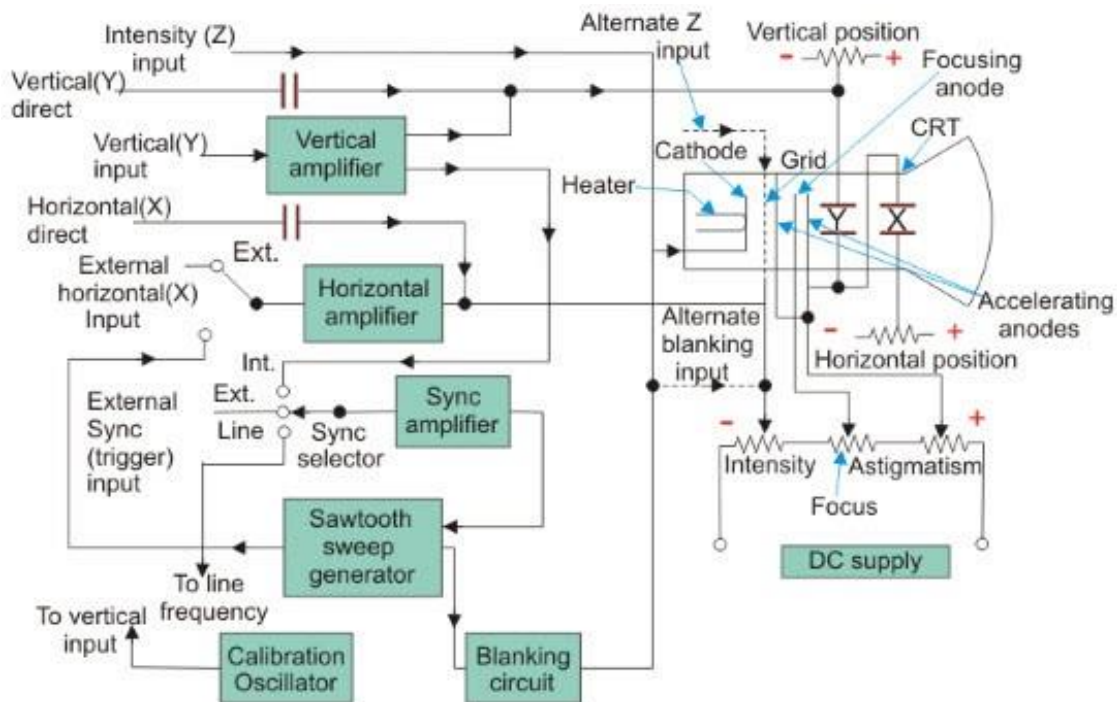 Intensity (Z)
input
Vertical(Y)
direct
Vertical(Y)
input
Vertical
amplifier
Horizontal(X)
direct
External
horizontal(X)
Input
Ext.
Horizontal
amplifier
Alternate Z
input
Vertical position
-
+
Focusing
anode
CRT
Cathode
Grid
Heater
Y
X
Accelerating
anodes
-
+
Horizontal position
Alternate
blanking
input
Int.
Ext.
Line
External
Sync
(trigger)
input
Sync
selector
Sync
amplifier
-
+
Intensity
Astigmatism
Focus
DC supply
Sawtooth
sweep
generator
To line
frequency
To vertical
input
Calibration
Oscillator
Blanking
circuit